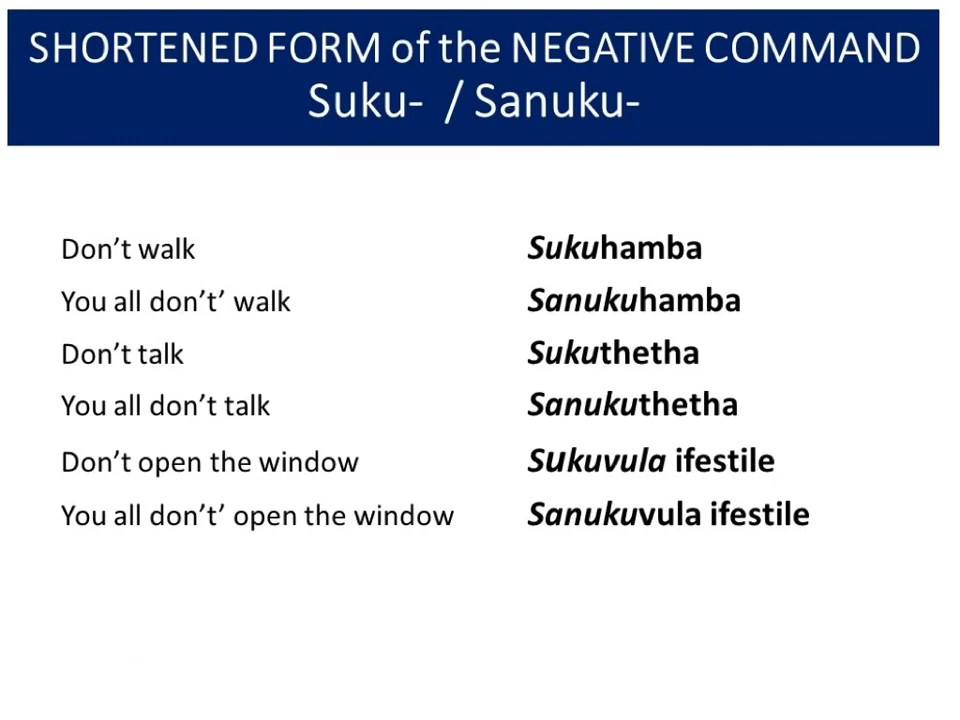 SHORTENED FORM of the NEGATIVE COMMAND
Suku-  / Sanuku-
Don’t walk Sukuhamba
You all don’t’ walk Sanukuhamba
Don’t talk Sukuthetha
You all don’t talk Sanukuthetha
Don’t open the window Sukuvula ifestile
You all don’t’ open the window Sanukuvula ifestile